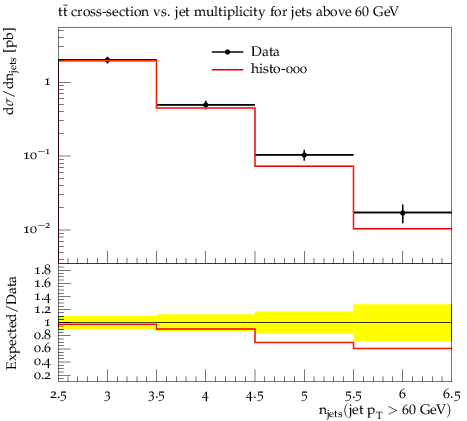 tt̄ cross-section vs. jet multiplicity for jets above 60 GeV
dσ/dn_jets [pb]
Data
histo-000
1
10⁻¹
10⁻²
Expected/Data
1.8
1.6
1.4
1.2
1
0.8
0.6
0.4
0.2
2.5 3 3.5 4 4.5 5 5.5 6 6.5
n_jets(jet p_T > 60 GeV)